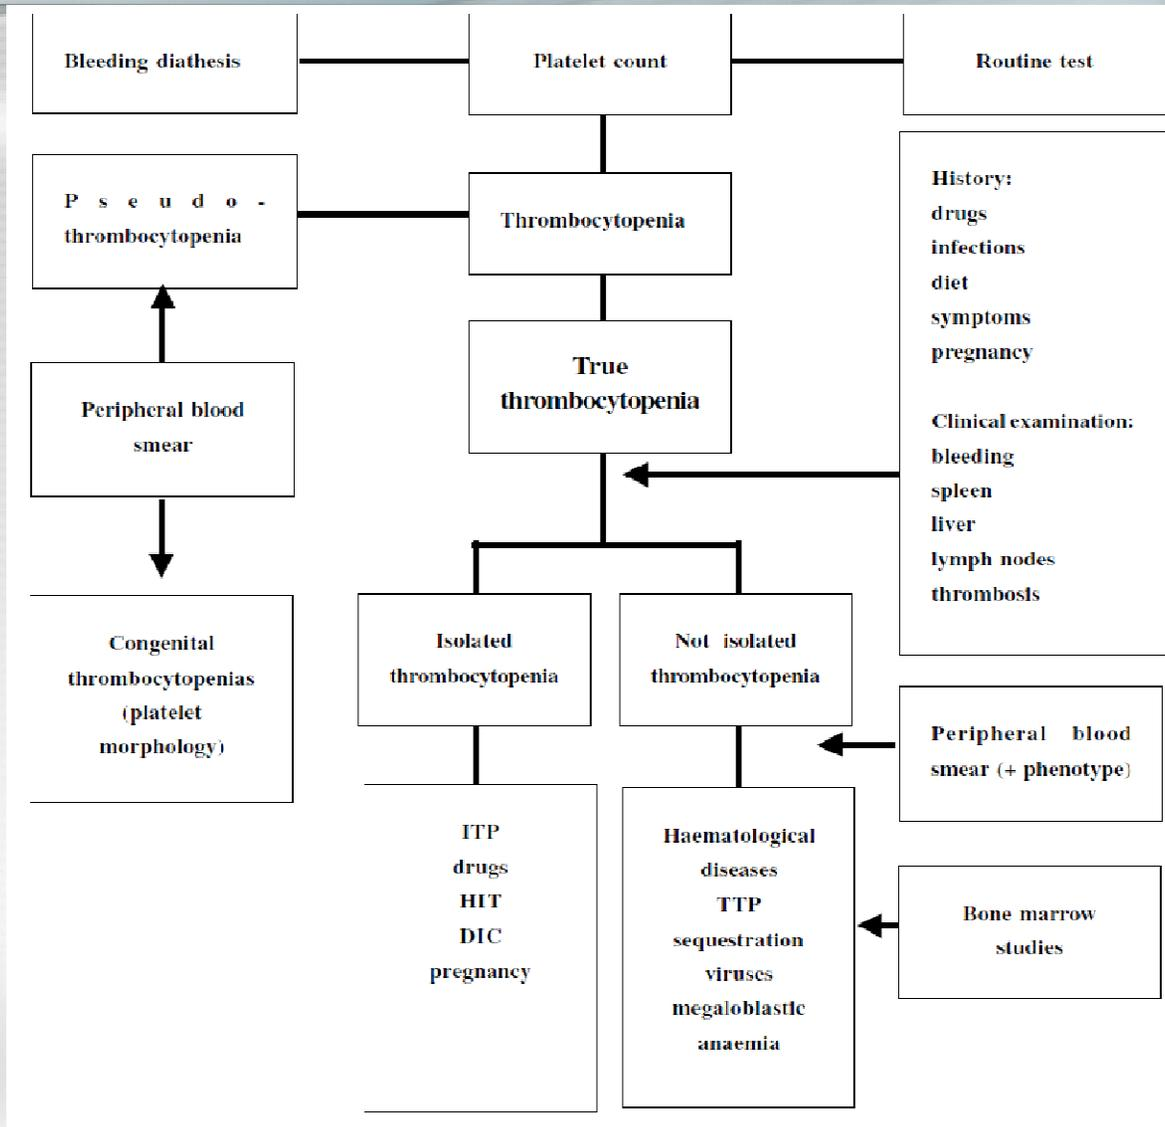 Bleeding diathesis
Platelet count
Routine test
P s e u d o -
thrombocytopenia
Thrombocytopenia
History:
drugs
infections
diet
symptoms
pregnancy
Clinical examination:
bleeding
spleen
liver
lymph nodes
thrombosis
True
thrombocytopenia
Peripheral blood
smear
Congenital
thrombocytopenias
(platelet
morphology)
Isolated
thrombocytopenia
Not isolated
thrombocytopenia
Peripheral blood
smear (+ phenotype)
ITP
drugs
HIT
DIC
pregnancy
Haematological
diseases
TTP
sequestration
viruses
megaloblastic
anaemia
Bone marrow
studies